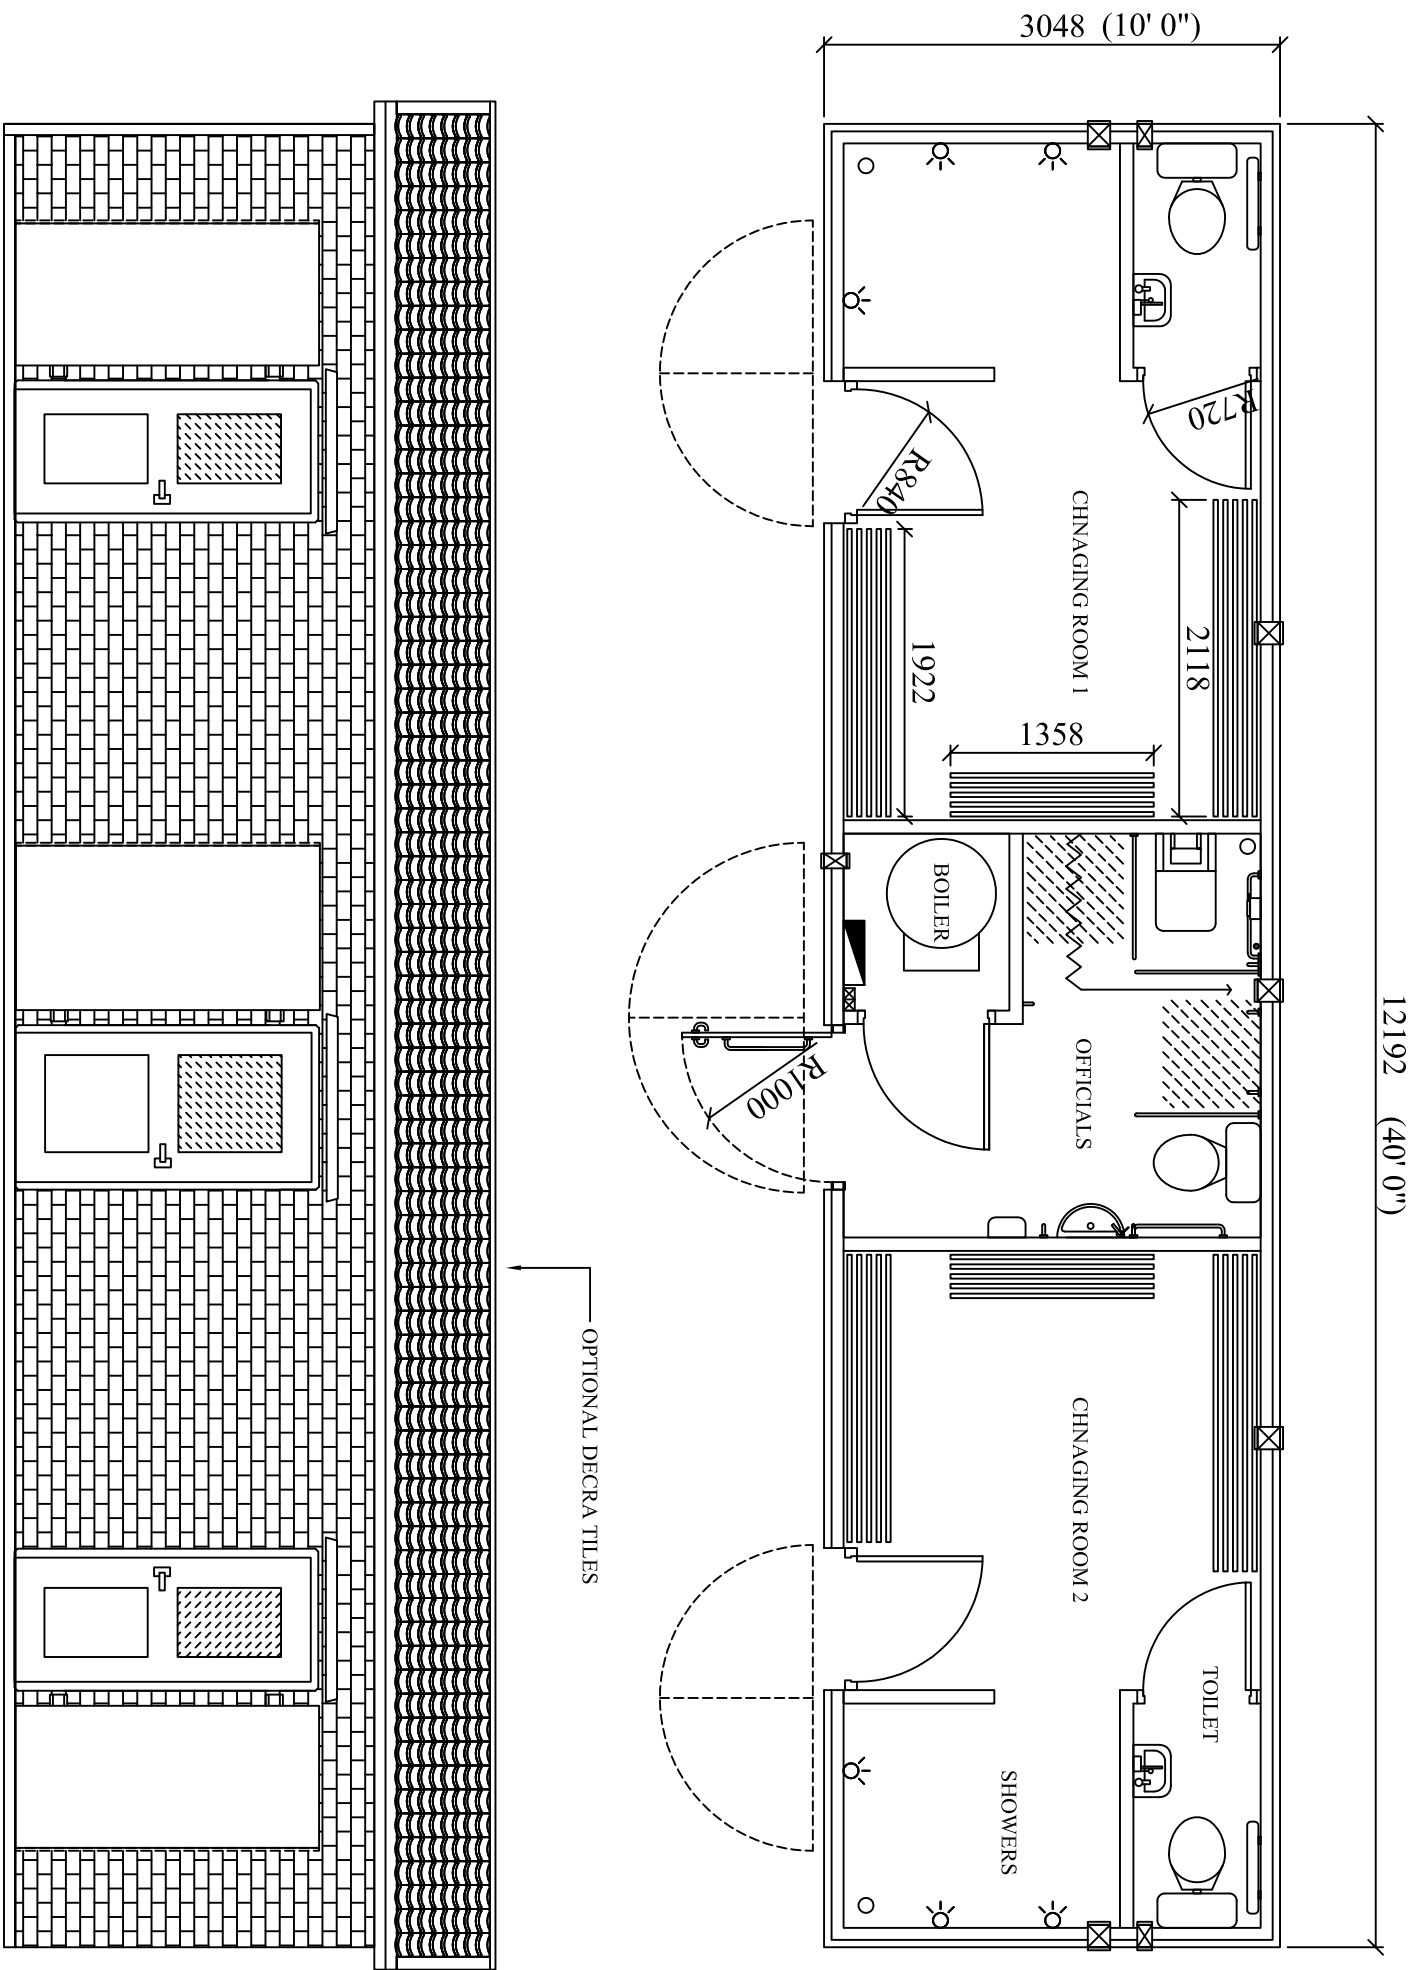 12192 (40' 0")
3048 (10' 0")
R720
2118
R840
CHNAGING ROOM 1
1358
1922
BOILER
OFFICIALS
R1000
CHNAGING ROOM 2
TOILET
SHOWERS
OPTIONAL DECRA TILES